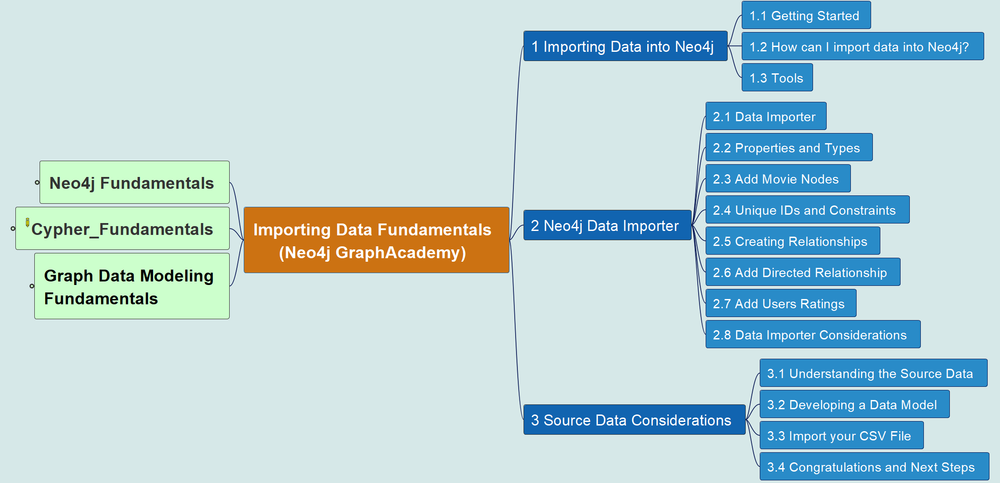 Neo4j Fundamentals
Cypher_Fundamentals
Graph Data Modeling
Fundamentals
Importing Data Fundamentals
(Neo4j GraphAcademy)
1 Importing Data into Neo4j
1.1 Getting Started
1.2 How can I import data into Neo4j?
1.3 Tools
2 Neo4j Data Importer
2.1 Data Importer
2.2 Properties and Types
2.3 Add Movie Nodes
2.4 Unique IDs and Constraints
2.5 Creating Relationships
2.6 Add Directed Relationship
2.7 Add Users Ratings
2.8 Data Importer Considerations
3 Source Data Considerations
3.1 Understanding the Source Data
3.2 Developing a Data Model
3.3 Import your CSV File
3.4 Congratulations and Next Steps